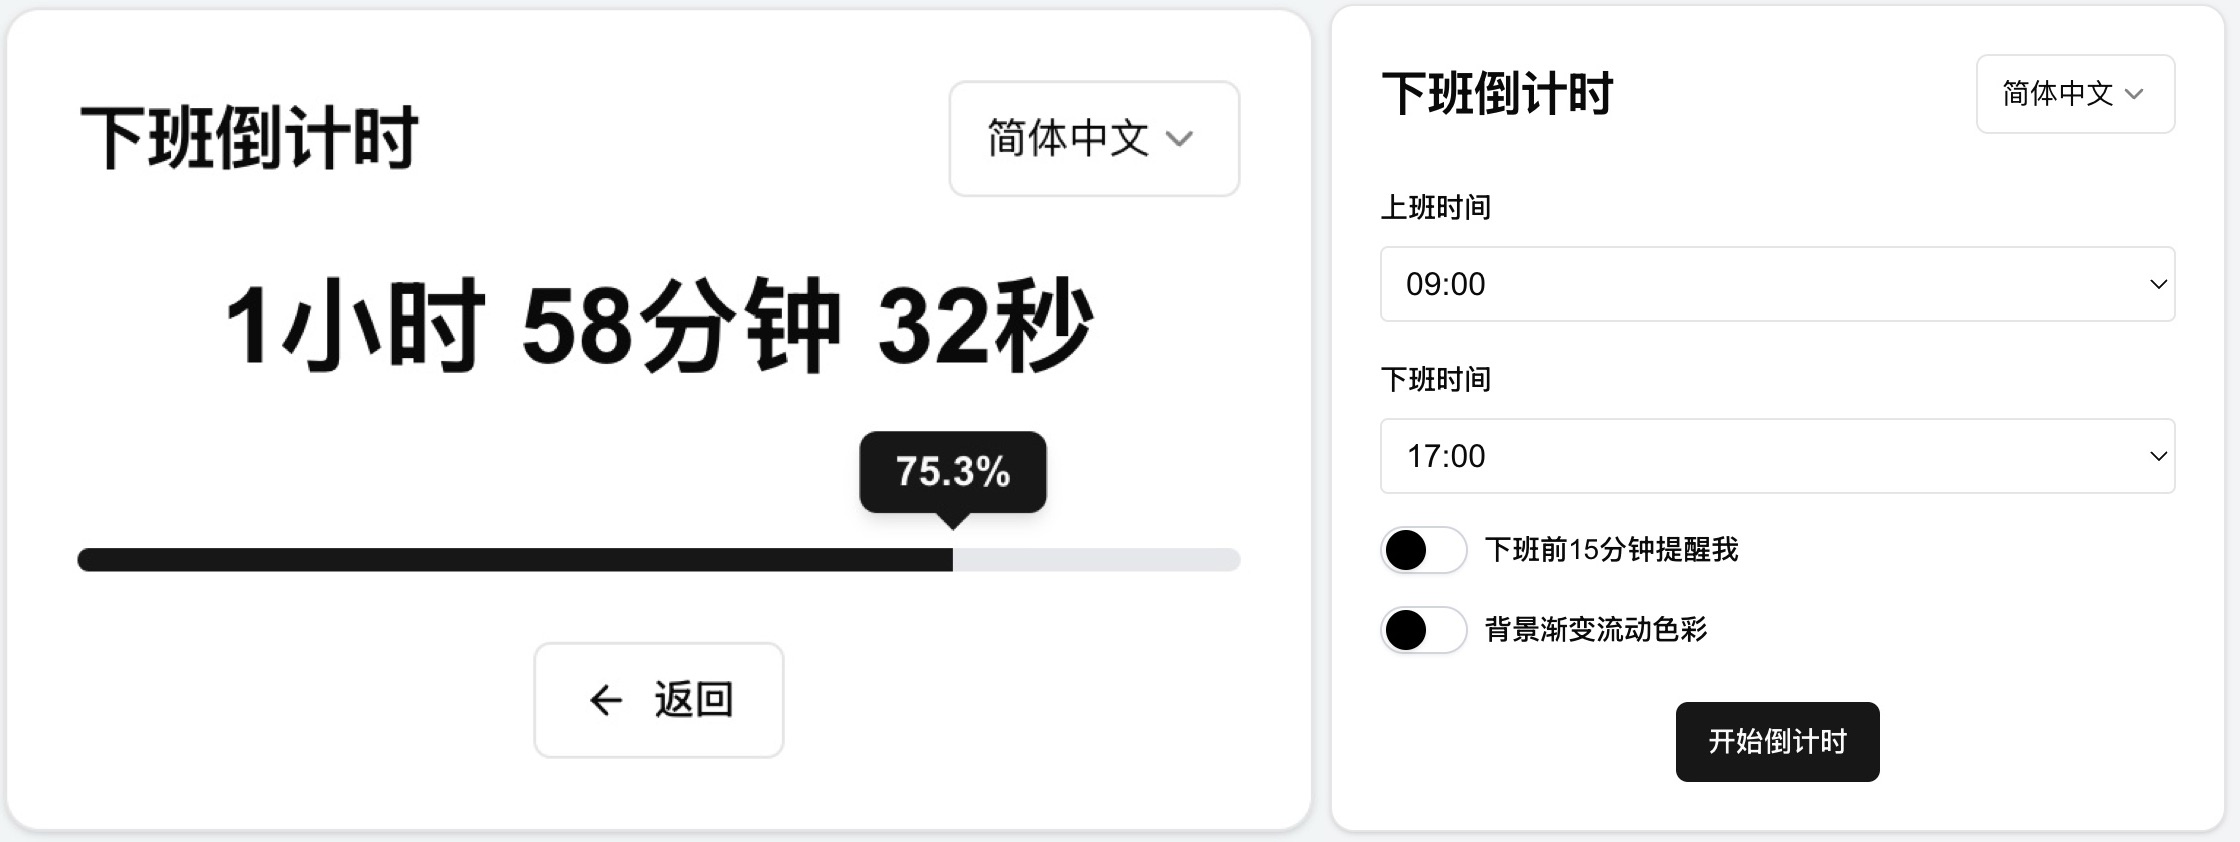 下班倒计时
简体中文
1小时 58分钟 32秒
75.3%
返回
下班倒计时
简体中文
上班时间
09:00
下班时间
17:00
下班前15分钟提醒我
背景渐变流动色彩
开始倒计时